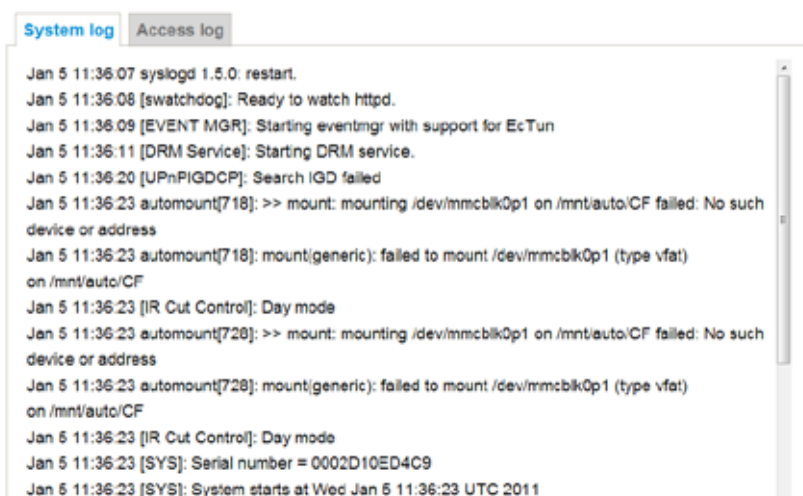 System log
Access log
Jan 5 11:36:07 syslogd 1.5.0: restart.
Jan 5 11:36:08 [swatchdog]: Ready to watch httpd.
Jan 5 11:36:09 [EVENT MGR]: Starting eventmgr with support for EcTun
Jan 5 11:36:11 [DRM Service]: Starting DRM service.
Jan 5 11:36:20 [UPnPIGDCP]: Search IGD failed
Jan 5 11:36:23 automount[718]: >> mount: mounting /dev/mmcblk0p1 on /mnt/auto/CF failed: No such
device or address
Jan 5 11:36:23 automount[718]: mount(generic): failed to mount /dev/mmcblk0p1 (type vfat)
on /mnt/auto/CF
Jan 5 11:36:23 [IR Cut Control]: Day mode
Jan 5 11:36:23 automount[728]: >> mount: mounting /dev/mmcblk0p1 on /mnt/auto/CF failed: No such
device or address
Jan 5 11:36:23 automount[728]: mount(generic): failed to mount /dev/mmcblk0p1 (type vfat)
on /mnt/auto/CF
Jan 5 11:36:23 [IR Cut Control]: Day mode
Jan 5 11:36:23 [SYS]: Serial number = 0002D10ED4C9
Jan 5 11:36:23 [SYS]: System starts at Wed Jan 5 11:36:23 UTC 2011